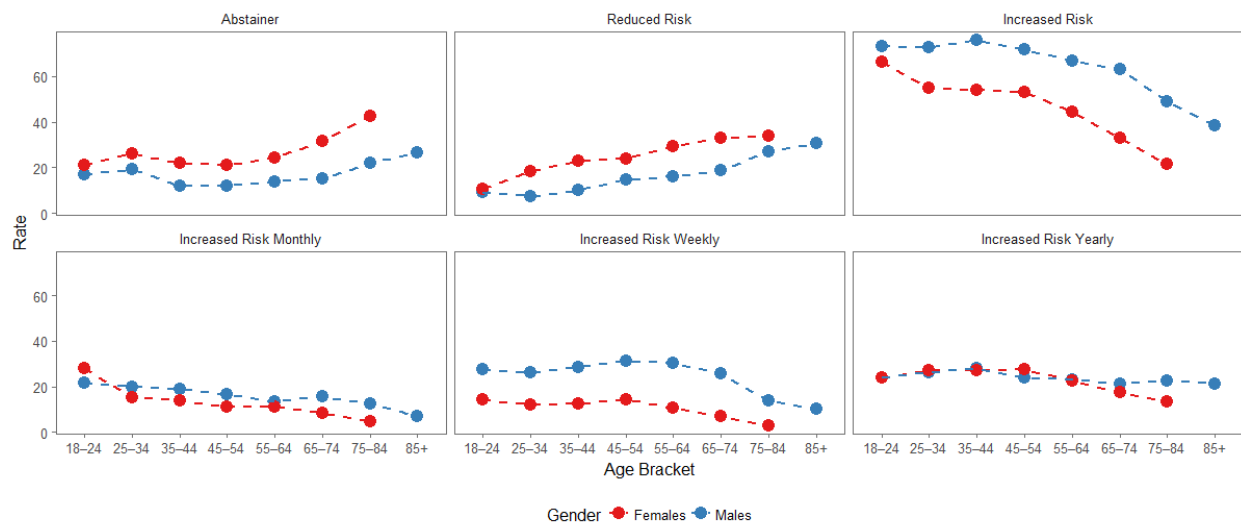 Abstainer Reduced Risk Increased Risk
60
40
20
0
Rate
Increased Risk Monthly Increased Risk Weekly Increased Risk Yearly
60
40
20
0
18–24 25–34 35–44 45–54 55–64 65–74 75–84 85+ 18–24 25–34 35–44 45–54 55–64 65–74 75–84 85+ 18–24 25–34 35–44 45–54 55–64 65–74 75–84 85+
Age Bracket
Gender Females Males